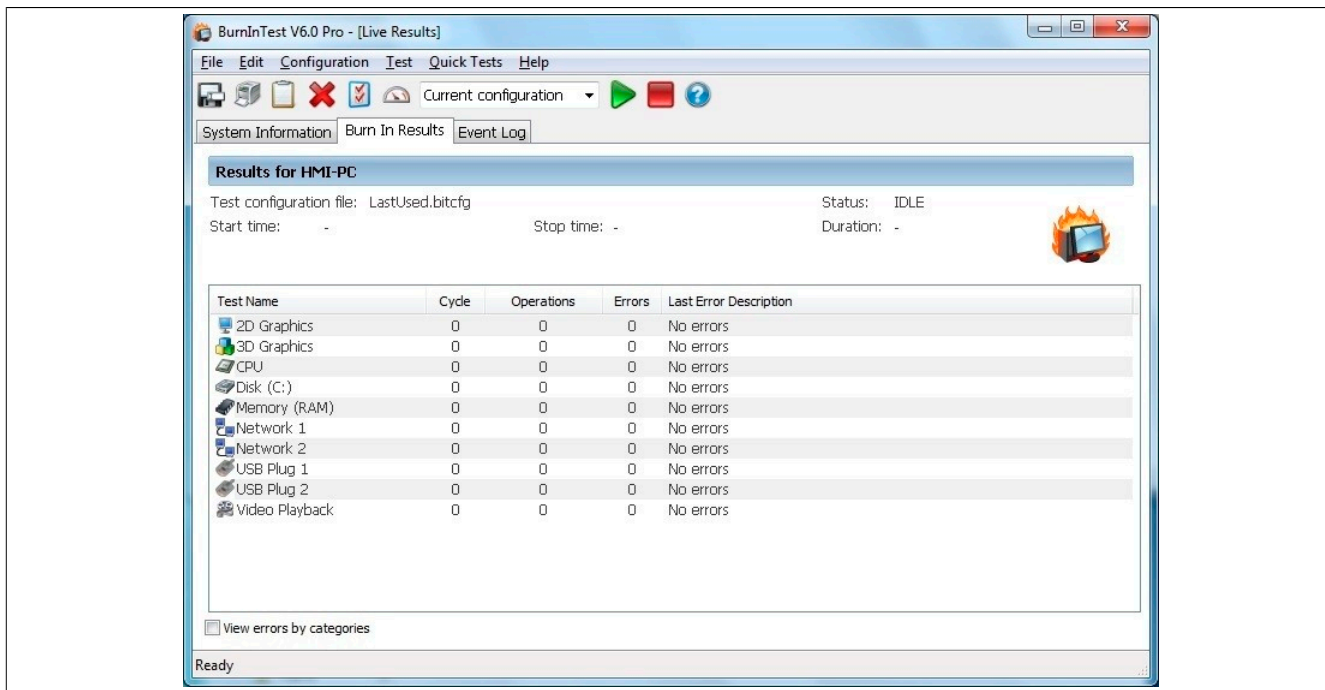 BurnInTest V6.0 Pro - [Live Results]
File Edit Configuration Test Quick Tests Help
Current configuration
System Information Burn In Results Event Log
Results for HMI-PC
Test configuration file: LastUsed.bitcfg Status: IDLE
Start time: - Stop time: - Duration: -
Test Name Cycle Operations Errors Last Error Description
2D Graphics 0 0 0 No errors
3D Graphics 0 0 0 No errors
CPU 0 0 0 No errors
Disk (C:) 0 0 0 No errors
Memory (RAM) 0 0 0 No errors
Network 1 0 0 0 No errors
Network 2 0 0 0 No errors
USB Plug 1 0 0 0 No errors
USB Plug 2 0 0 0 No errors
Video Playback 0 0 0 No errors
View errors by categories
Ready